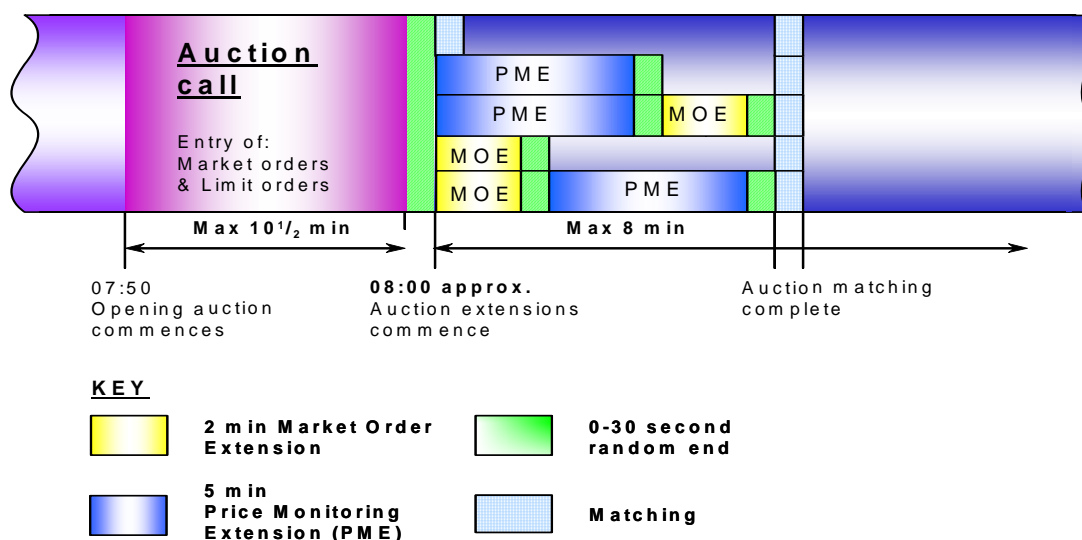 Auction
call
Entry of:
Market orders
& Limit orders
PME
PME
MOE
MOE
MOE
PME
Max 10 1/2 min
Max 8 min
07:50
Opening auction
commences
08:00 approx.
Auction extensions
commence
Auction matching
complete
KEY
2 min Market Order
Extension
0-30 second
random end
5 min
Price Monitoring
Extension (PME)
Matching